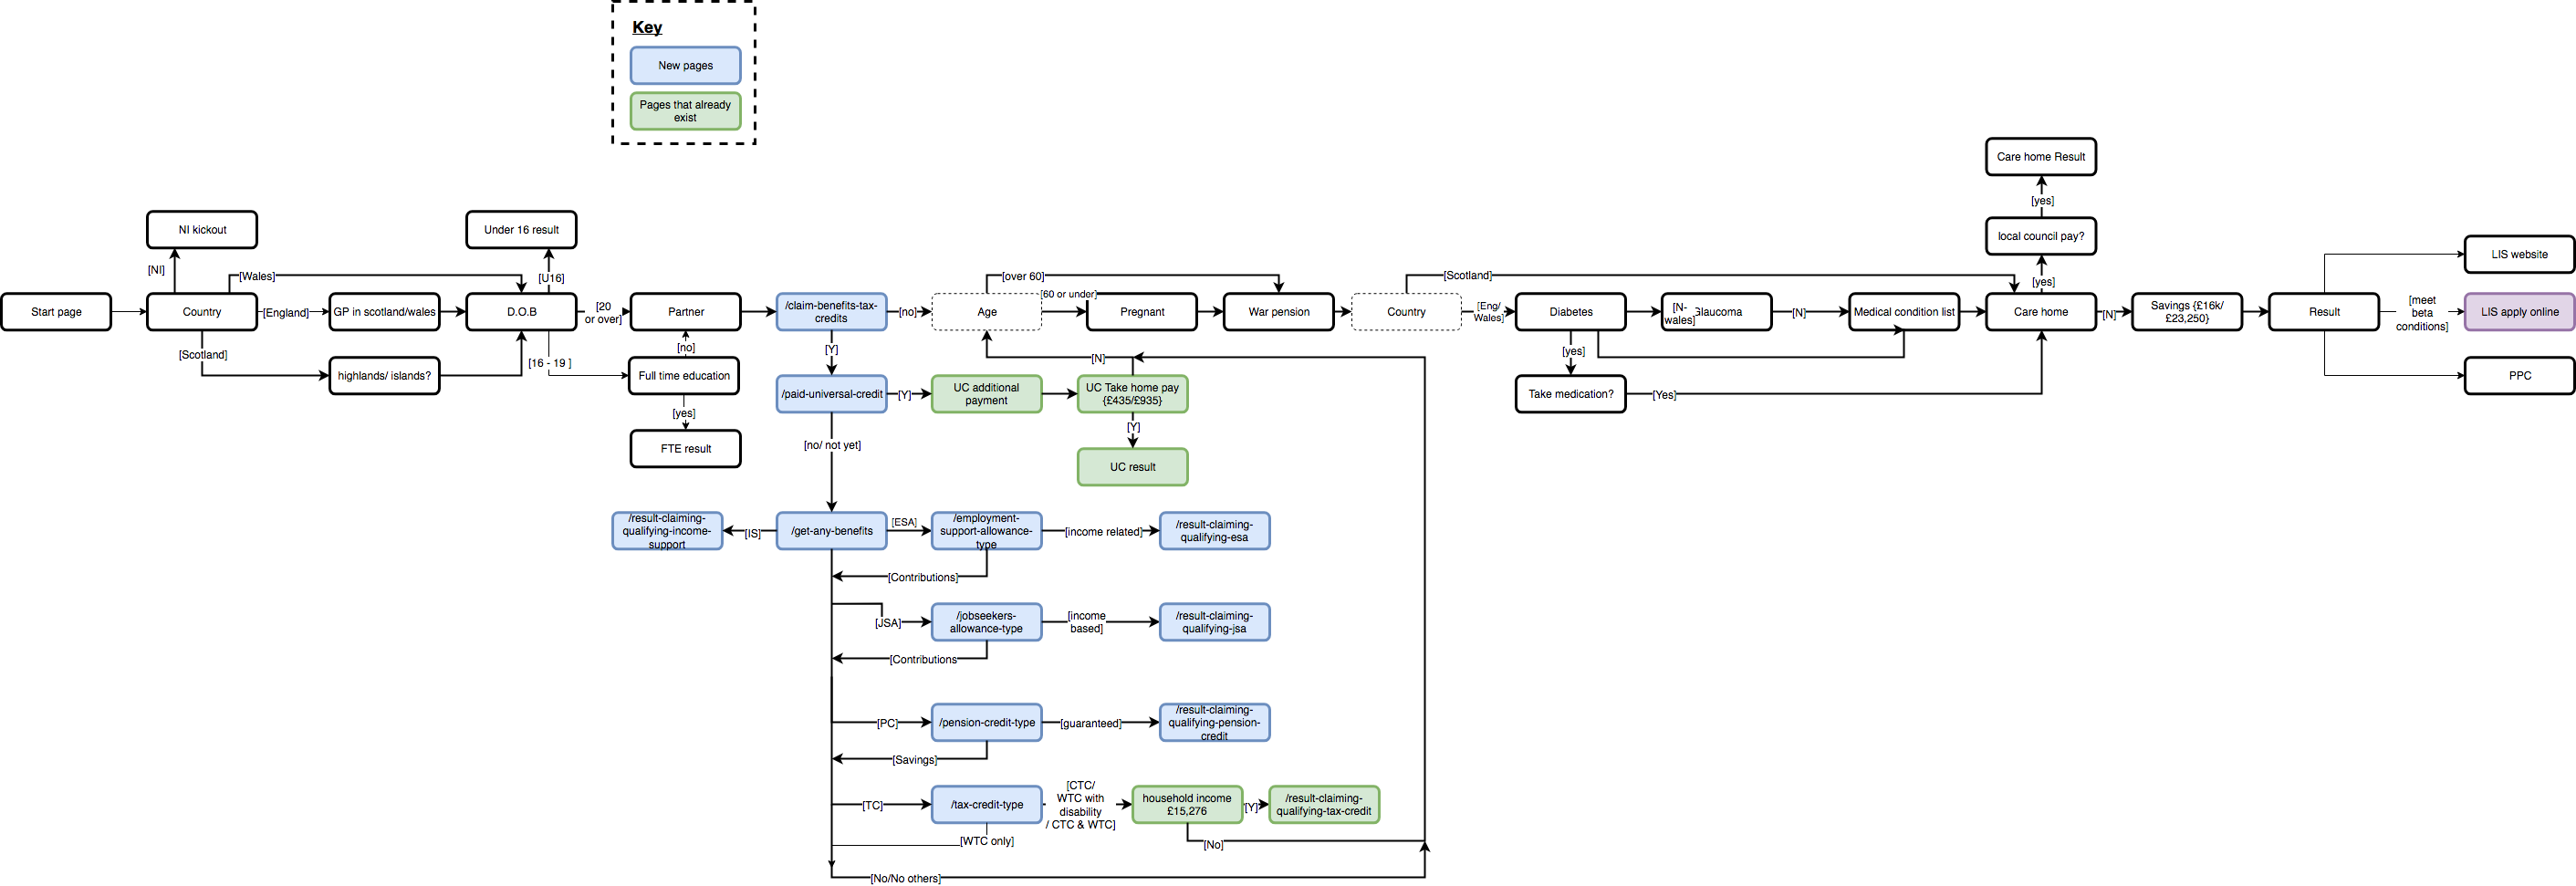 Key
New pages
Pages that already
exist
Care home Result
[yes]
NI kickout
Under 16 result
local council pay?
LIS website
[NI]
[Wales]
[U16]
[over 60]
[Scotland]
[yes]
Start page
Country
[England]
GP in scotland/wales
D.O.B
[20
or over]
Partner
/claim-benefits-tax-
credits
[no]
Age
[60 or under]
Pregnant
War pension
Country
[Eng/
Wales]
Diabetes
[N-
wales]
Glaucoma
[N]
Medical condition list
Care home
[N]
Savings {£16k/
£23,250}
Result
[meet
beta
conditions]
LIS apply online
[Scotland]
highlands/ islands?
[16 - 19 ]
[no]
Full time education
[Y]
[N]
[yes]
PPC
/paid-universal-credit
[Y]
UC additional
payment
UC Take home pay
{£435/£935}
Take medication?
[Yes]
[yes]
FTE result
[no/ not yet]
[Y]
UC result
/result-claiming-
qualifying-income-
support
[IS]
/get-any-benefits
[ESA]
/employment-
support-allowance-
type
[income related]
/result-claiming-
qualifying-esa
[Contributions]
[JSA]
/jobseekers-
allowance-type
[income
based]
/result-claiming-
qualifying-jsa
[Contributions
[PC]
/pension-credit-type
[guaranteed]
/result-claiming-
qualifying-pension-
credit
[Savings]
[TC]
/tax-credit-type
[CTC/
WTC with
disability
/ CTC & WTC]
household income
£15,276
[Y]
/result-claiming-
qualifying-tax-credit
[WTC only]
[No]
[No/No others]